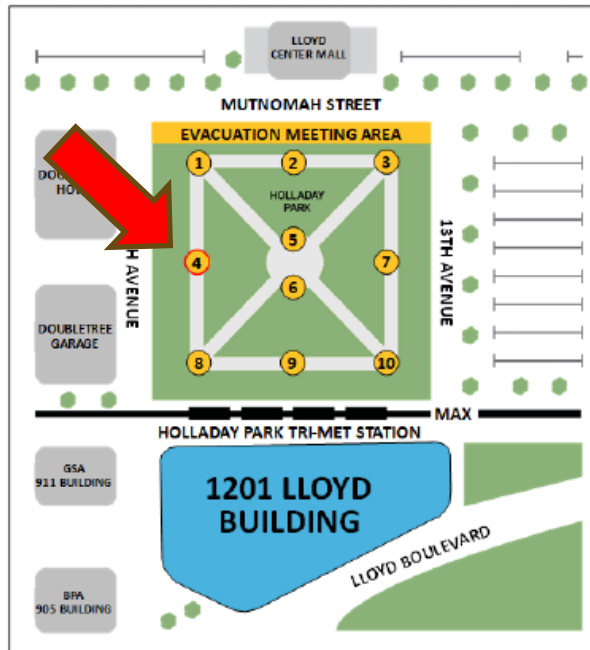 LLOYD
CENTER MALL
MUTNOMAH STREET
EVACUATION MEETING AREA
1
2
3
HOLLADAY
PARK
5
4
7
6
13TH AVENUE
DOUBLETREE
GARAGE
8
9
10
MAX
HOLLADAY PARK TRI-MET STATION
GSA
911 BUILDING
1201 LLOYD
BUILDING
LLOYD BOULEVARD
BPA
905 BUILDING